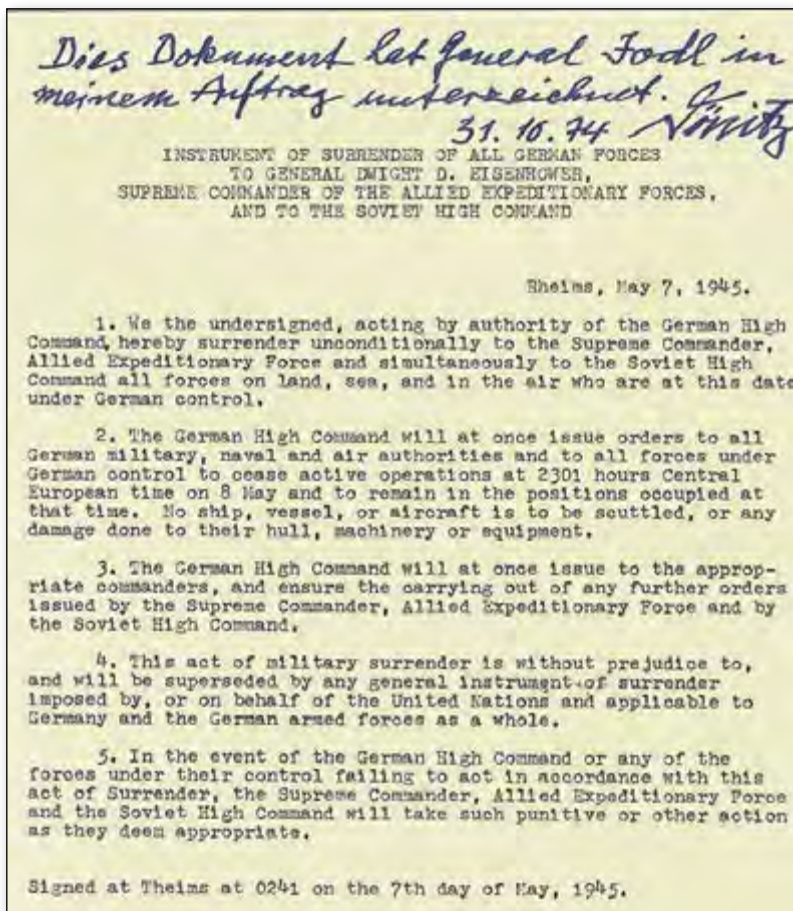 Dies Dokument hat General Jodl in
meinem Auftrag unterzeichnet.
31.10.74 Dönitz
INSTRUMENT OF SURRENDER OF ALL GERMAN FORCES
TO GENERAL DWIGHT D. EISENHOWER,
SUPREME COMMANDER OF THE ALLIED EXPEDITIONARY FORCES,
AND TO THE SOVIET HIGH COMMAND
Rheims, May 7, 1945.
1. We the undersigned, acting by authority of the German High
Command, hereby surrender unconditionally to the Supreme Commander,
Allied Expeditionary Force and simultaneously to the Soviet High
Command all forces on land, sea, and in the air who are at this date
under German control.
2. The German High Command will at once issue orders to all
German military, naval and air authorities and to all forces under
German control to cease active operations at 2301 hours Central
European time on 8 May and to remain in the positions occupied at
that time. No ship, vessel, or aircraft is to be scuttled, or any
damage done to their hull, machinery or equipment.
3. The German High Command will at once issue to the approp-
riate commanders, and ensure the carrying out of any further orders
issued by the Supreme Commander, Allied Expeditionary Force and by
the Soviet High Command.
4. This act of military surrender is without prejudice to,
and will be superseded by any general instrument of surrender
imposed by, or on behalf of the United Nations and applicable to
Germany and the German armed forces as a whole.
5. In the event of the German High Command or any of the
forces under their control failing to act in accordance with this
act of Surrender, the Supreme Commander, Allied Expeditionary Force
and the Soviet High Command will take such punitive or other action
as they deem appropriate.
Signed at Theims at 0241 on the 7th day of May, 1945.